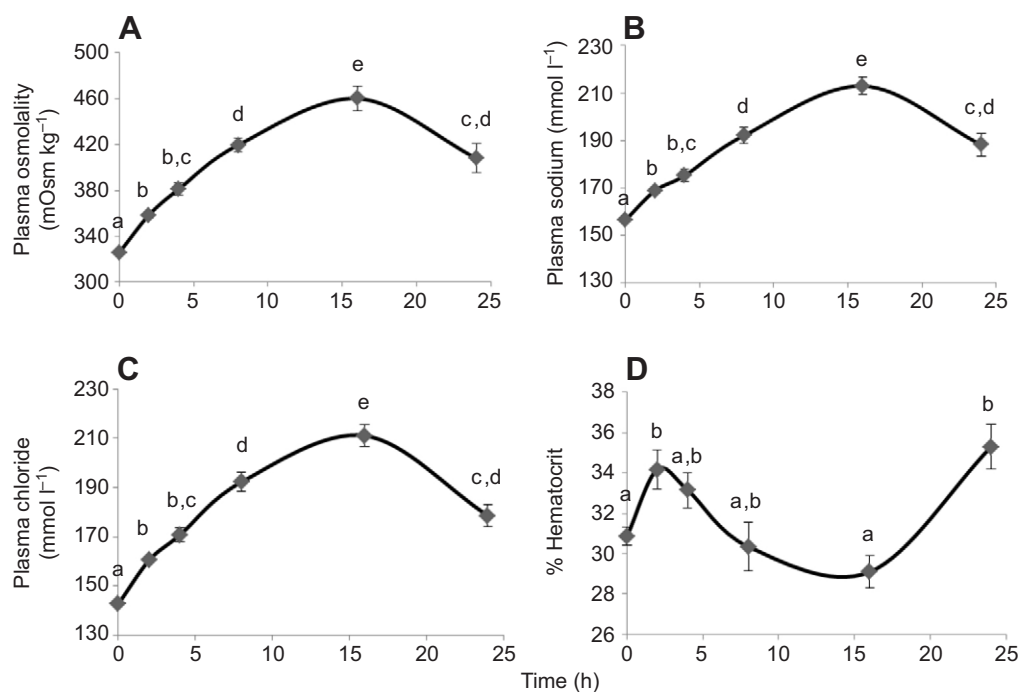 A
Plasma osmolality
(mOsm kg⁻¹)
500
460
420
380
340
300
a
b
b,c
d
e
c,d
0 5 10 15 20 25
B
Plasma sodium (mmol l⁻¹)
230
210
190
170
150
130
a
b
b,c
d
e
c,d
0 5 10 15 20 25
C
Plasma chloride
(mmol l⁻¹)
230
210
190
170
150
130
a
b
b,c
d
e
c,d
0 5 10 15 20 25
D
% Hematocrit
38
36
34
32
30
28
26
a
b
a,b
a,b
a
b
0 5 10 15 20 25
Time (h)